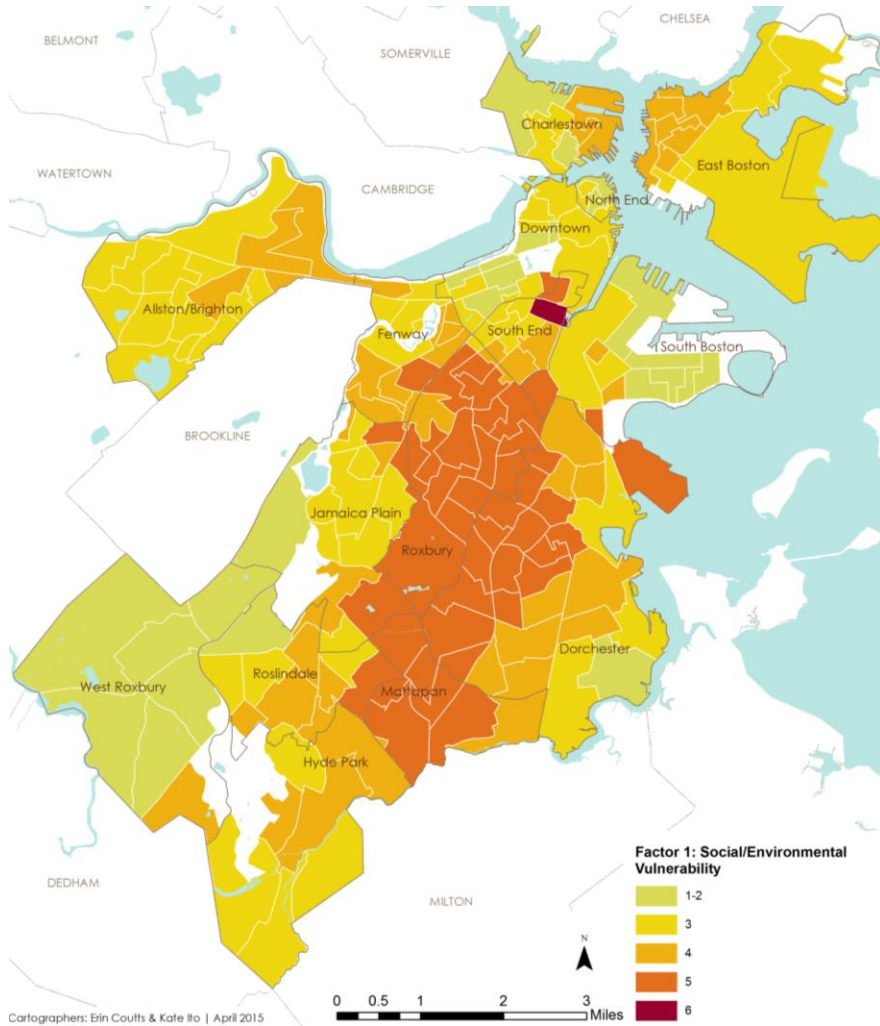 CHELSEA
BELMONT
SOMERVILLE
Charlestown
East Boston
WATERTOWN
CAMBRIDGE
North End
Downtown
Allston/Brighton
Fenway
South End
South Boston
BROOKLINE
Jamaica Plain
Roxbury
Dorchester
Roslindale
West Roxbury
Mattapan
Hyde Park
DEDHAM
MILTON
Factor 1: Social/Environmental
Vulnerability
1-2
3
4
5
6
N
0 0.5 1 2 3
Miles
Cartographers: Erin Coutts & Kate Ito | April 2015